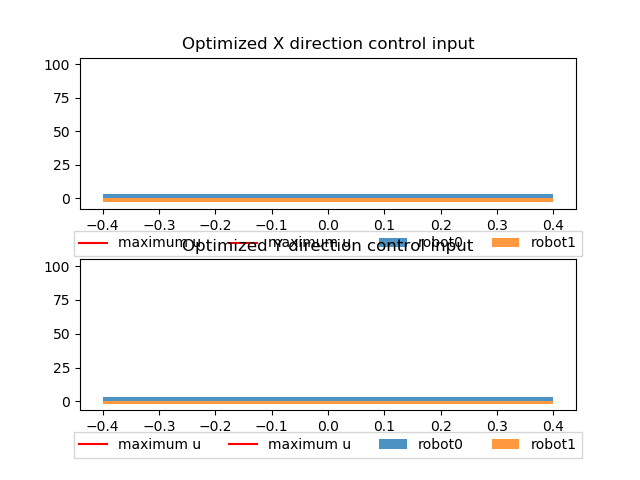 Optimized X direction control input
100
75
50
25
0
−0.4 −0.3 −0.2 −0.1 0.0 0.1 0.2 0.3 0.4
maximum u maximum u robot0 robot1
Optimized Y direction control input
100
75
50
25
0
−0.4 −0.3 −0.2 −0.1 0.0 0.1 0.2 0.3 0.4
maximum u maximum u robot0 robot1